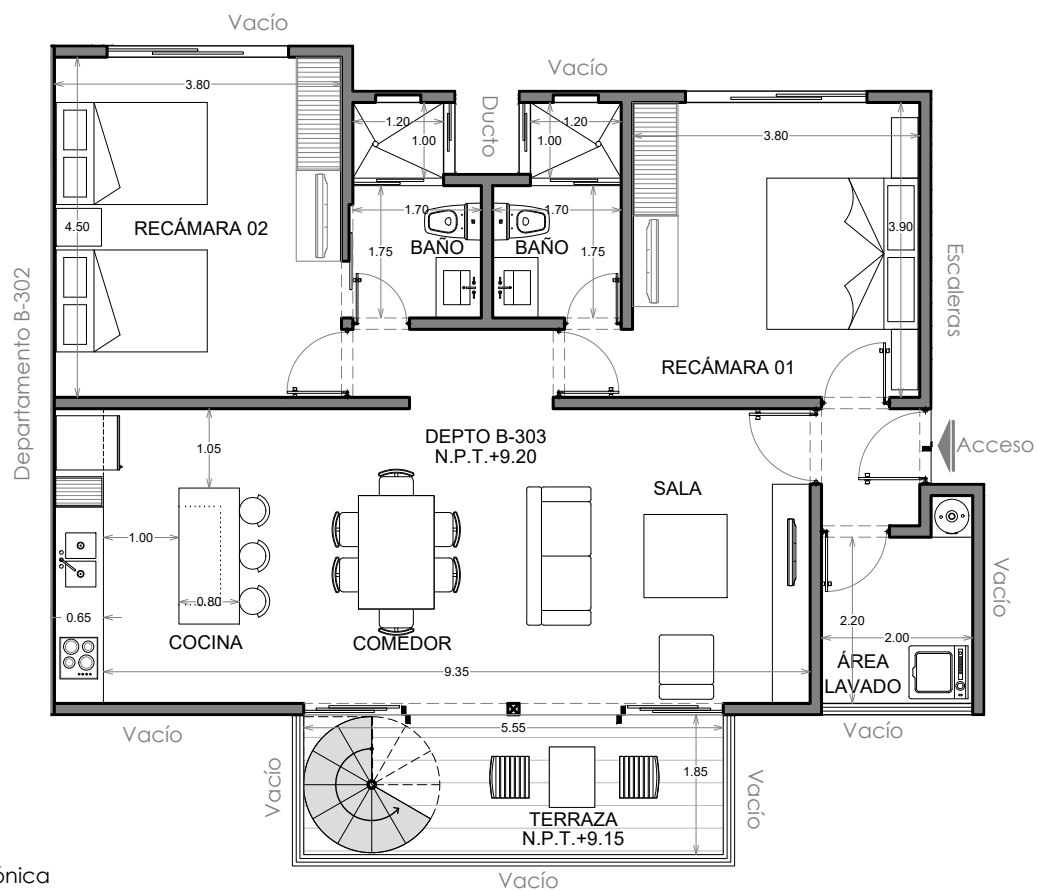 Vacío
Vacío
3.80
1.20
1.00
Ducto
1.20
1.00
3.80
4.50
RECÁMARA 02
1.70
BAÑO
1.75
1.70
BAÑO
1.75
3.90
Escaleras
Departamento B-302
RECÁMARA 01
1.05
DEPTO B-303
N.P.T.+9.20
Acceso
SALA
1.00
0.80
0.65
COCINA
COMEDOR
9.35
2.20
2.00
ÁREA
LAVADO
Vacío
Vacío
Vacío
5.55
Vacío
1.85
Vacío
TERRAZA
N.P.T.+9.15
ónica
Vacío